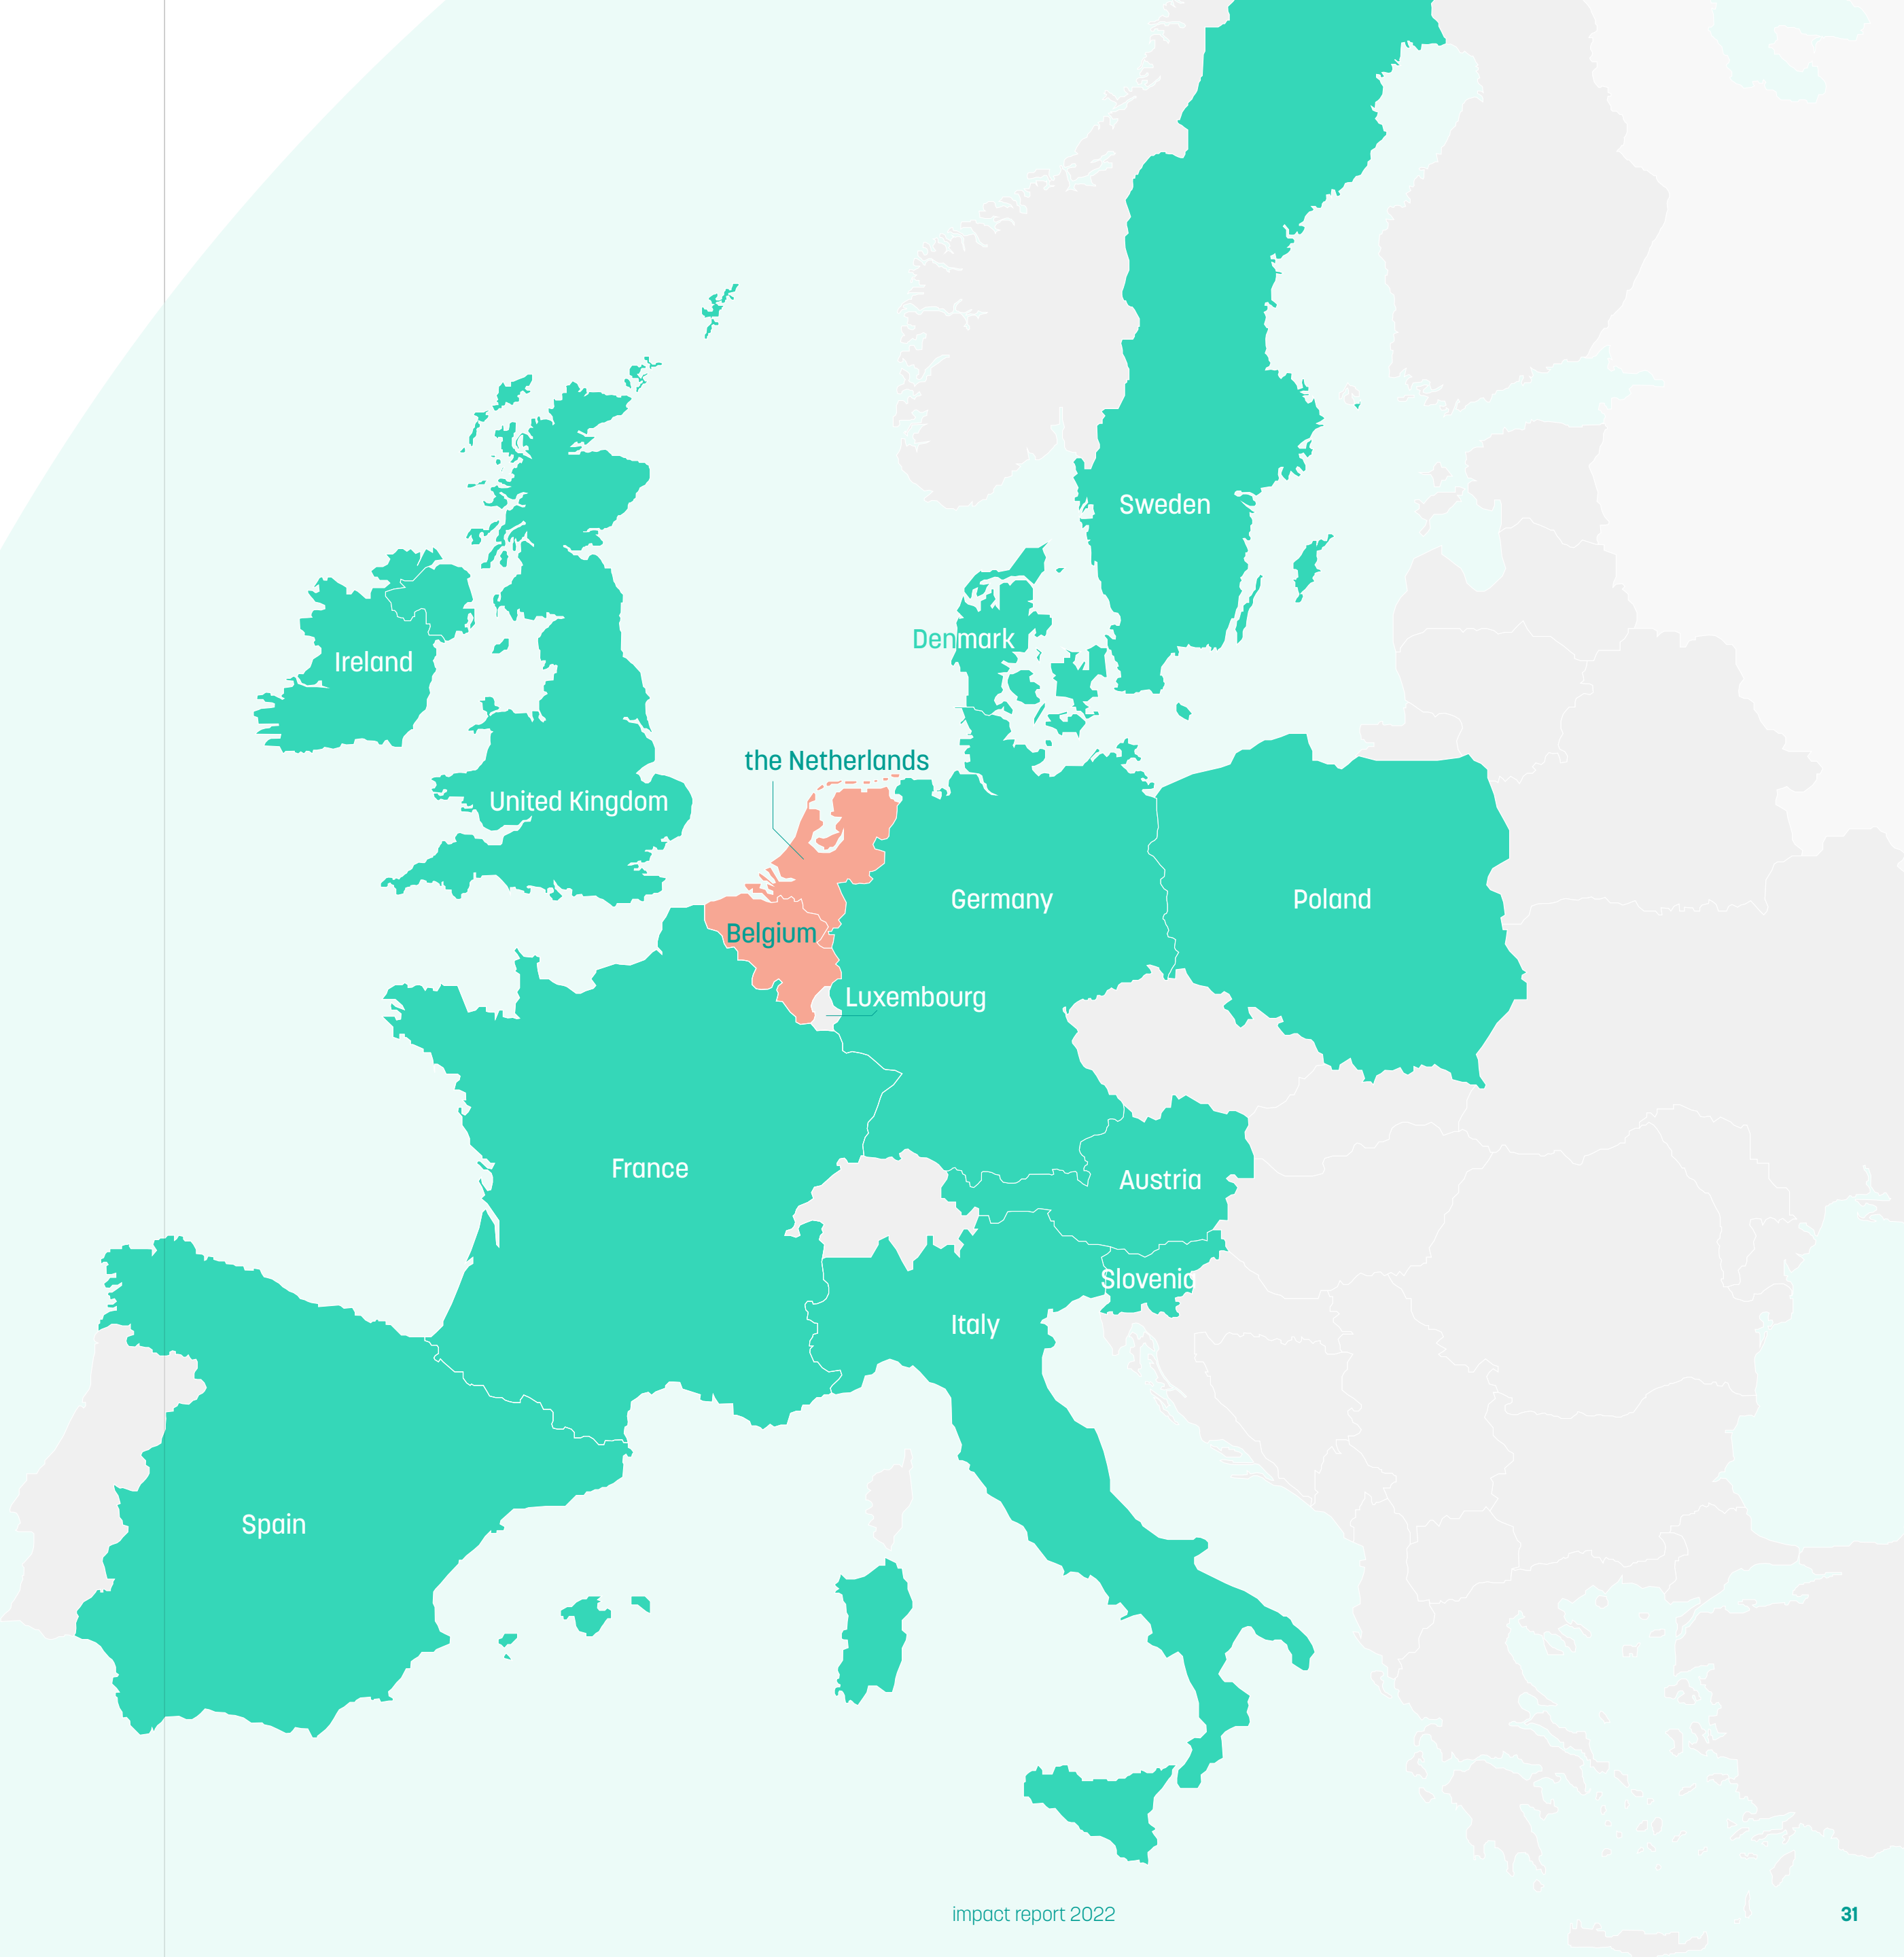 Sweden
Denmark
Ireland
the Netherlands
United Kingdom
Germany
Poland
Belgium
Luxembourg
France
Austria
Slovenia
Italy
Spain
impact report 2022
31